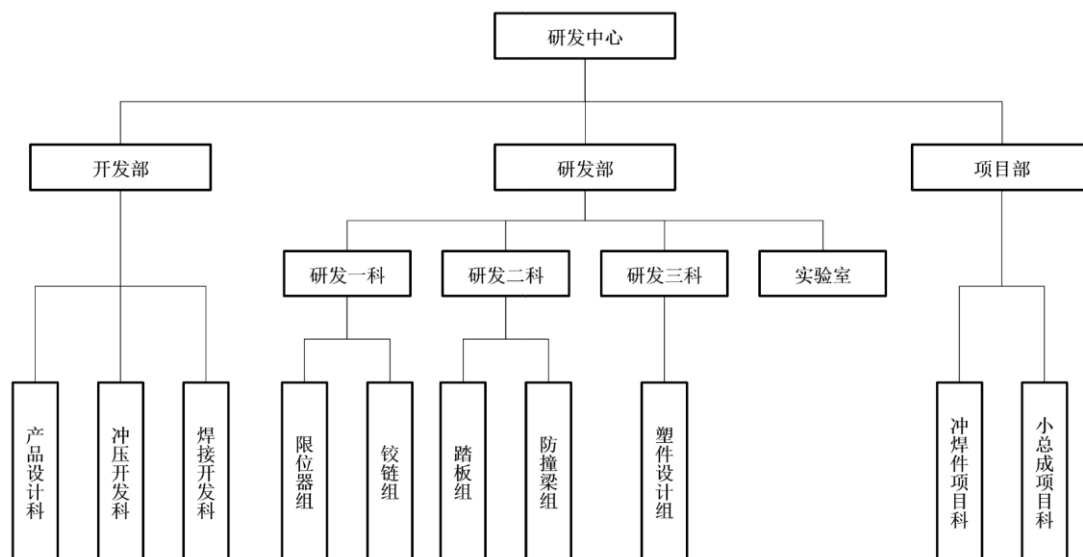 研发中心
开发部
研发部
项目部
研发一科
研发二科
研发三科
实验室
产品设计科
冲压开发科
焊接开发科
限位器组
铰链组
踏板组
防撞梁组
塑件设计组
冲焊件项目科
小总成项目科